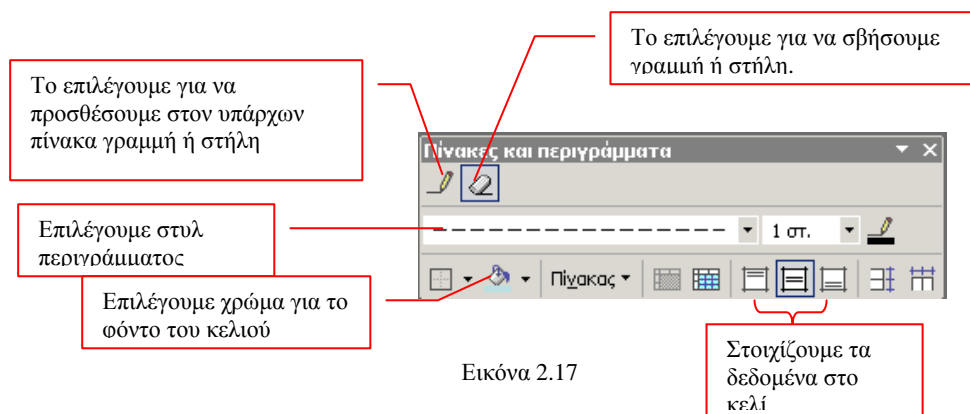 Το επιλέγουμε για να σβήσουμε
γραμμή ή στήλη.
Το επιλέγουμε για να
προσθέσουμε στον υπάρχων
πίνακα γραμμή ή στήλη
Πίνακες και περιγράμματα
Επιλέγουμε στυλ
περιγράμματος
1 στ.
Επιλέγουμε χρώμα για το
φόντο του κελιού
Πίνακας
Εικόνα 2.17
Στοιχίζουμε τα
δεδομένα στο
κελί